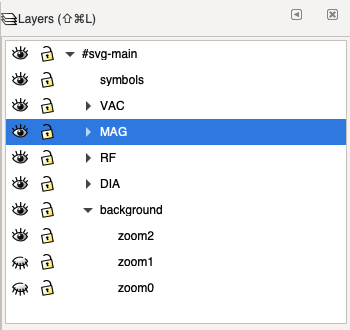 Layers (⇧⌘L)
#svg-main
symbols
VAC
MAG
RF
DIA
background
zoom2
zoom1
zoom0